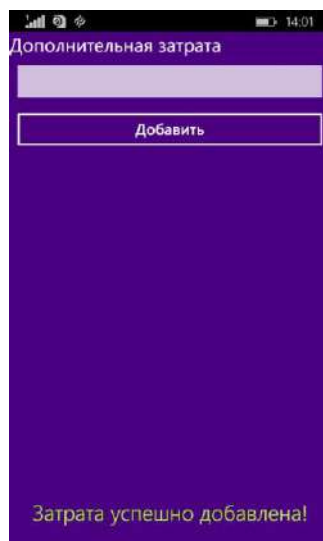 14:01
Дополнительная затрата
Добавить
Затрата успешно добавлена!